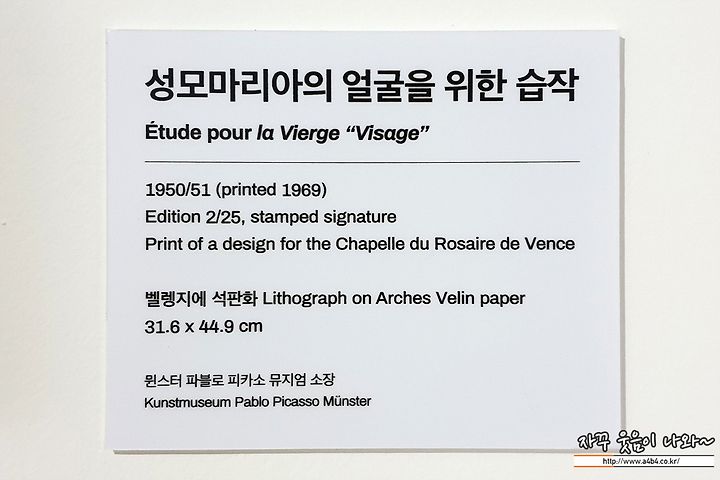 성모마리아의 얼굴을 위한 습작
Étude pour la Vierge “Visage”
1950/51 (printed 1969)
Edition 2/25, stamped signature
Print of a design for the Chapelle du Rosaire de Vence
벨렝지에 석판화 Lithograph on Arches Velin paper
31.6 x 44.9 cm
뮌스터 파블로 피카소 뮤지엄 소장
Kunstmuseum Pablo Picasso Münster
자꾸 웃음이 나와~
http://www.a4b4.co.kr/